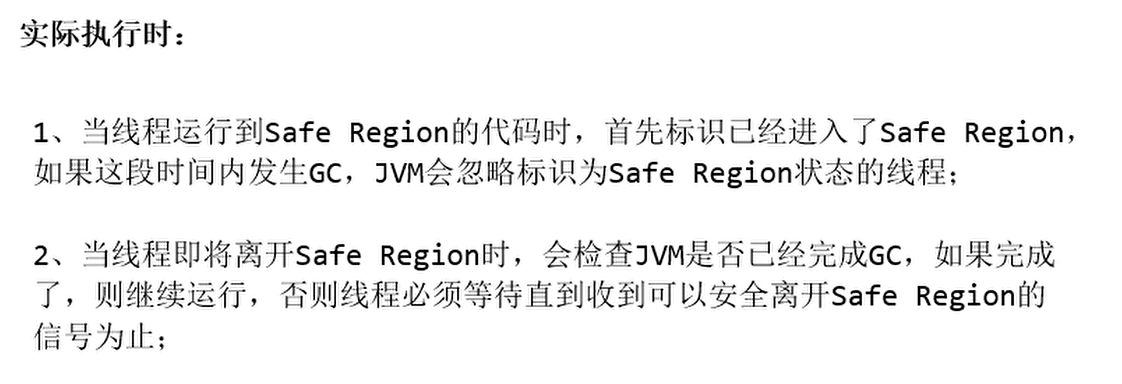 实际执行时：
1、当线程运行到Safe Region的代码时，首先标识已经进入了Safe Region，
如果这段时间内发生GC，JVM会忽略标识为Safe Region状态的线程；
2、当线程即将离开Safe Region时，会检查JVM是否已经完成GC，如果完成
了，则继续运行，否则线程必须等待直到收到可以安全离开Safe Region的
信号为止；